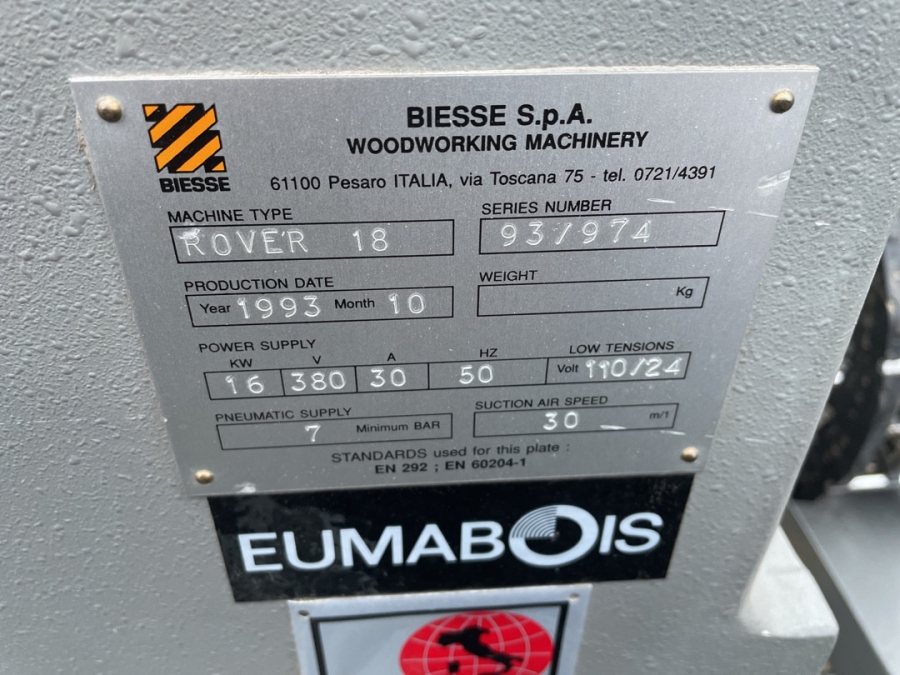 BIESSE
BIESSE S.p.A.
WOODWORKING MACHINERY
61100 Pesaro ITALIA, via Toscana 75 - tel. 0721/4391
MACHINE TYPE
ROVER 18
SERIES NUMBER
93/974
PRODUCTION DATE
Year 1993 Month 10
WEIGHT
Kg
POWER SUPPLY
KW V A HZ
16 380 30 50
LOW TENSIONS
Volt 110/24
PNEUMATIC SUPPLY
7 Minimum BAR
SUCTION AIR SPEED
30 m/1
STANDARDS used for this plate :
EN 292 ; EN 60204-1
EUMABOIS